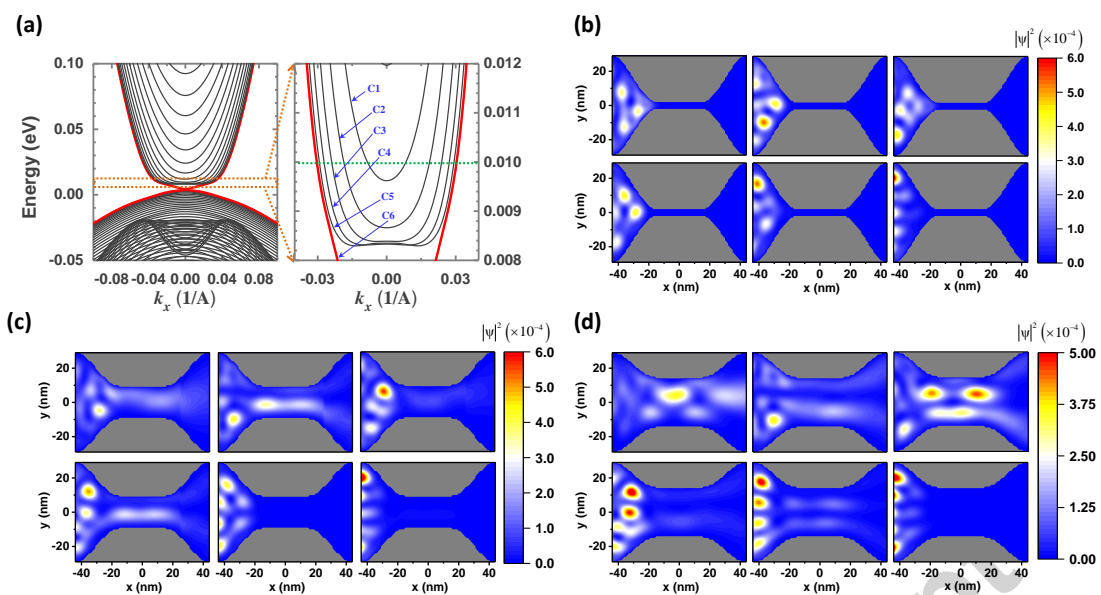 (a)
0.10
0.05
0.00
-0.05
Energy (eV)
-0.08 -0.04 0.00 0.04 0.08
kx (1/A)
C1
C2
C3
C4
C5
C6
0.012
0.011
0.010
0.009
0.008
-0.03 0.00 0.03
kx (1/A)
(b)
|ψ|² (×10⁻⁴)
6.0
5.0
4.0
3.0
2.0
1.0
0.0
20
0
-20
y (nm)
20
0
-20
y (nm)
-40 -20 0 20 40 -40 -20 0 20 40 -40 -20 0 20 40
x (nm) x (nm) x (nm)
(c)
|ψ|² (×10⁻⁴)
6.0
5.0
4.0
3.0
2.0
1.0
0.0
20
0
-20
y (nm)
20
0
-20
y (nm)
-40 -20 0 20 40 -40 -20 0 20 40 -40 -20 0 20 40
x (nm) x (nm) x (nm)
(d)
|ψ|² (×10⁻⁴)
5.00
3.75
2.50
1.25
0.00
20
0
-20
y (nm)
20
0
-20
y (nm)
-40 -20 0 20 40 -40 -20 0 20 40 -40 -20 0 20 40
x (nm) x (nm) x (nm)